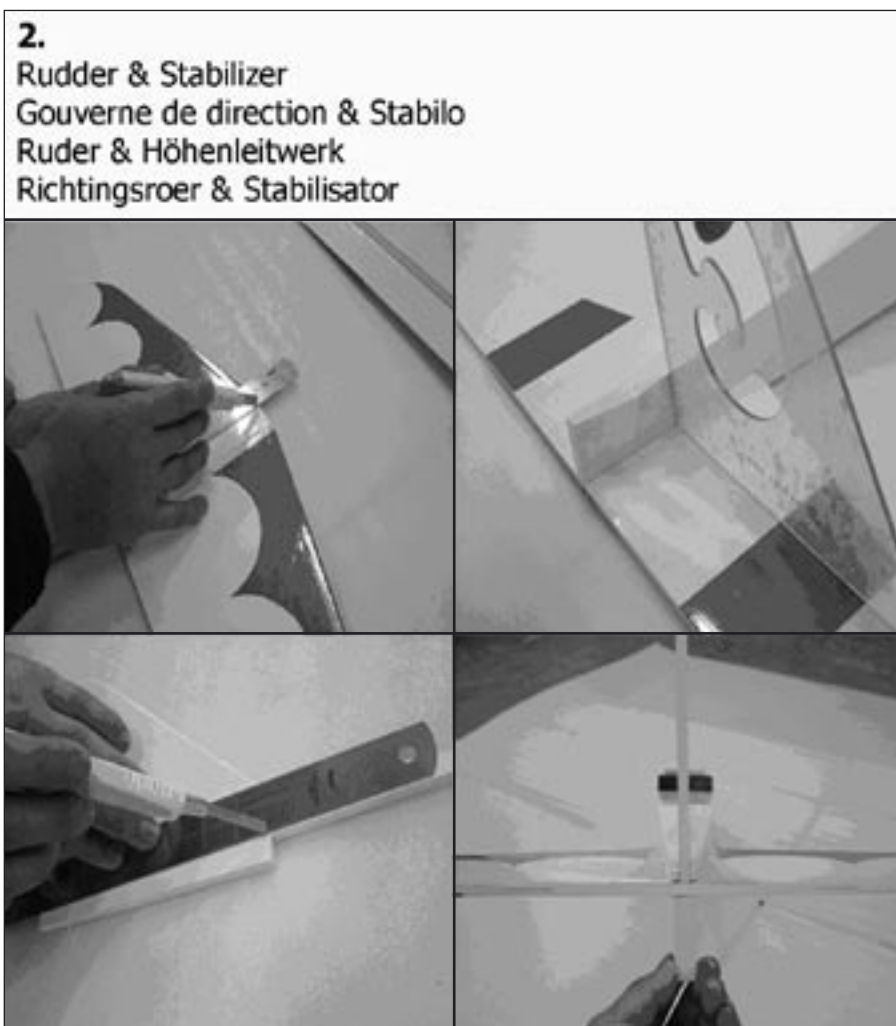 2.
Rudder & Stabilizer
Gouverne de direction & Stabilo
Ruder & Höhenleitwerk
Richtingsroer & Stabilisator